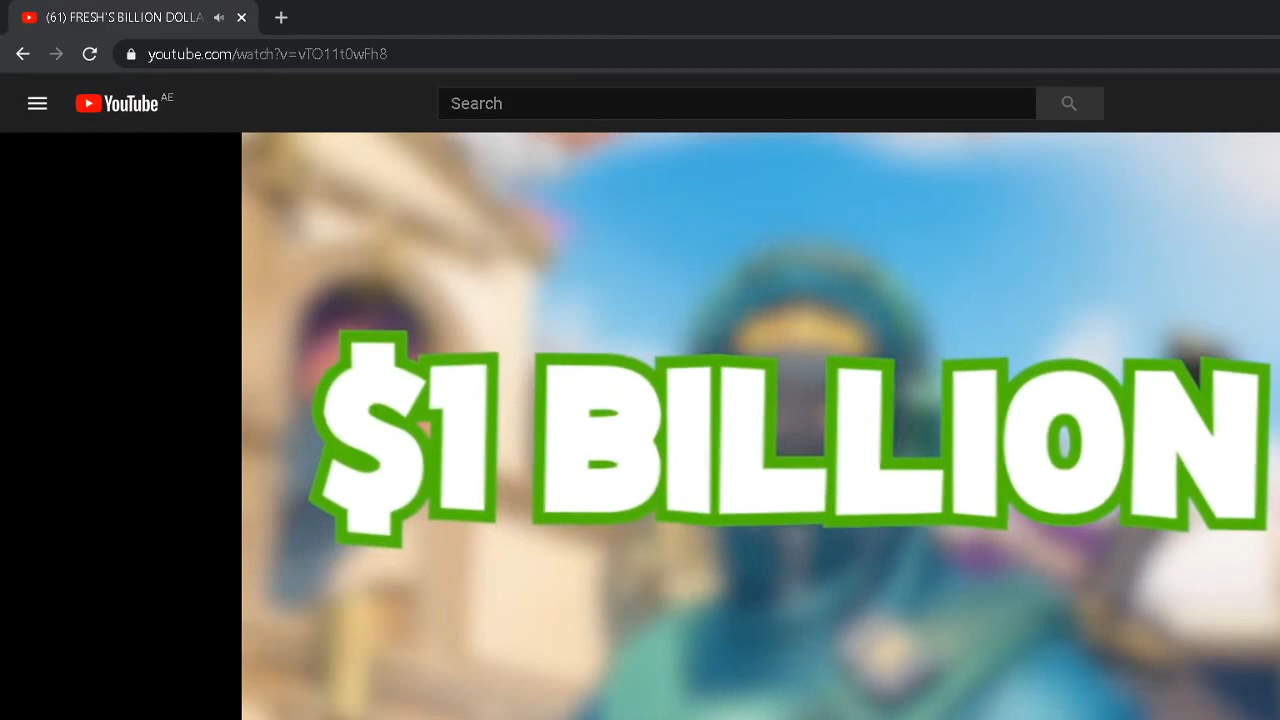 (61) FRESH'S BILLION DOLLA
youtube.com/watch?v=vTO11t0wFh8
YouTube AE
Search
$1 BILLION